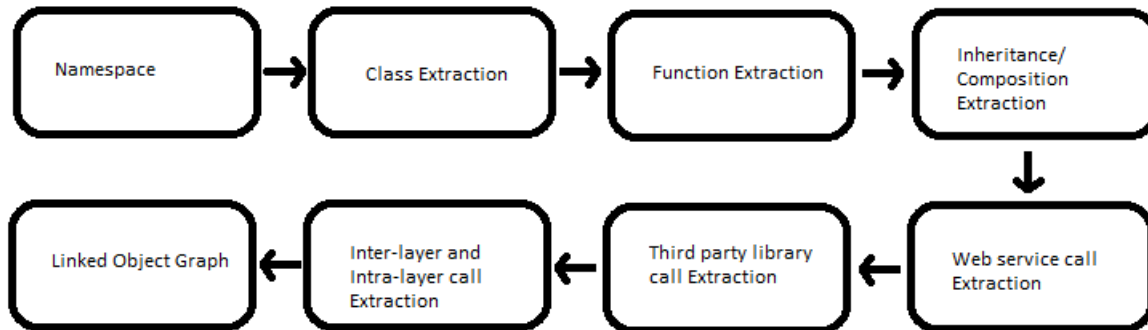 Namespace
Class Extraction
Function Extraction
Inheritance/
Composition
Extraction
Web service call
Extraction
Third party library
call Extraction
Inter-layer and
Intra-layer call
Extraction
Linked Object Graph